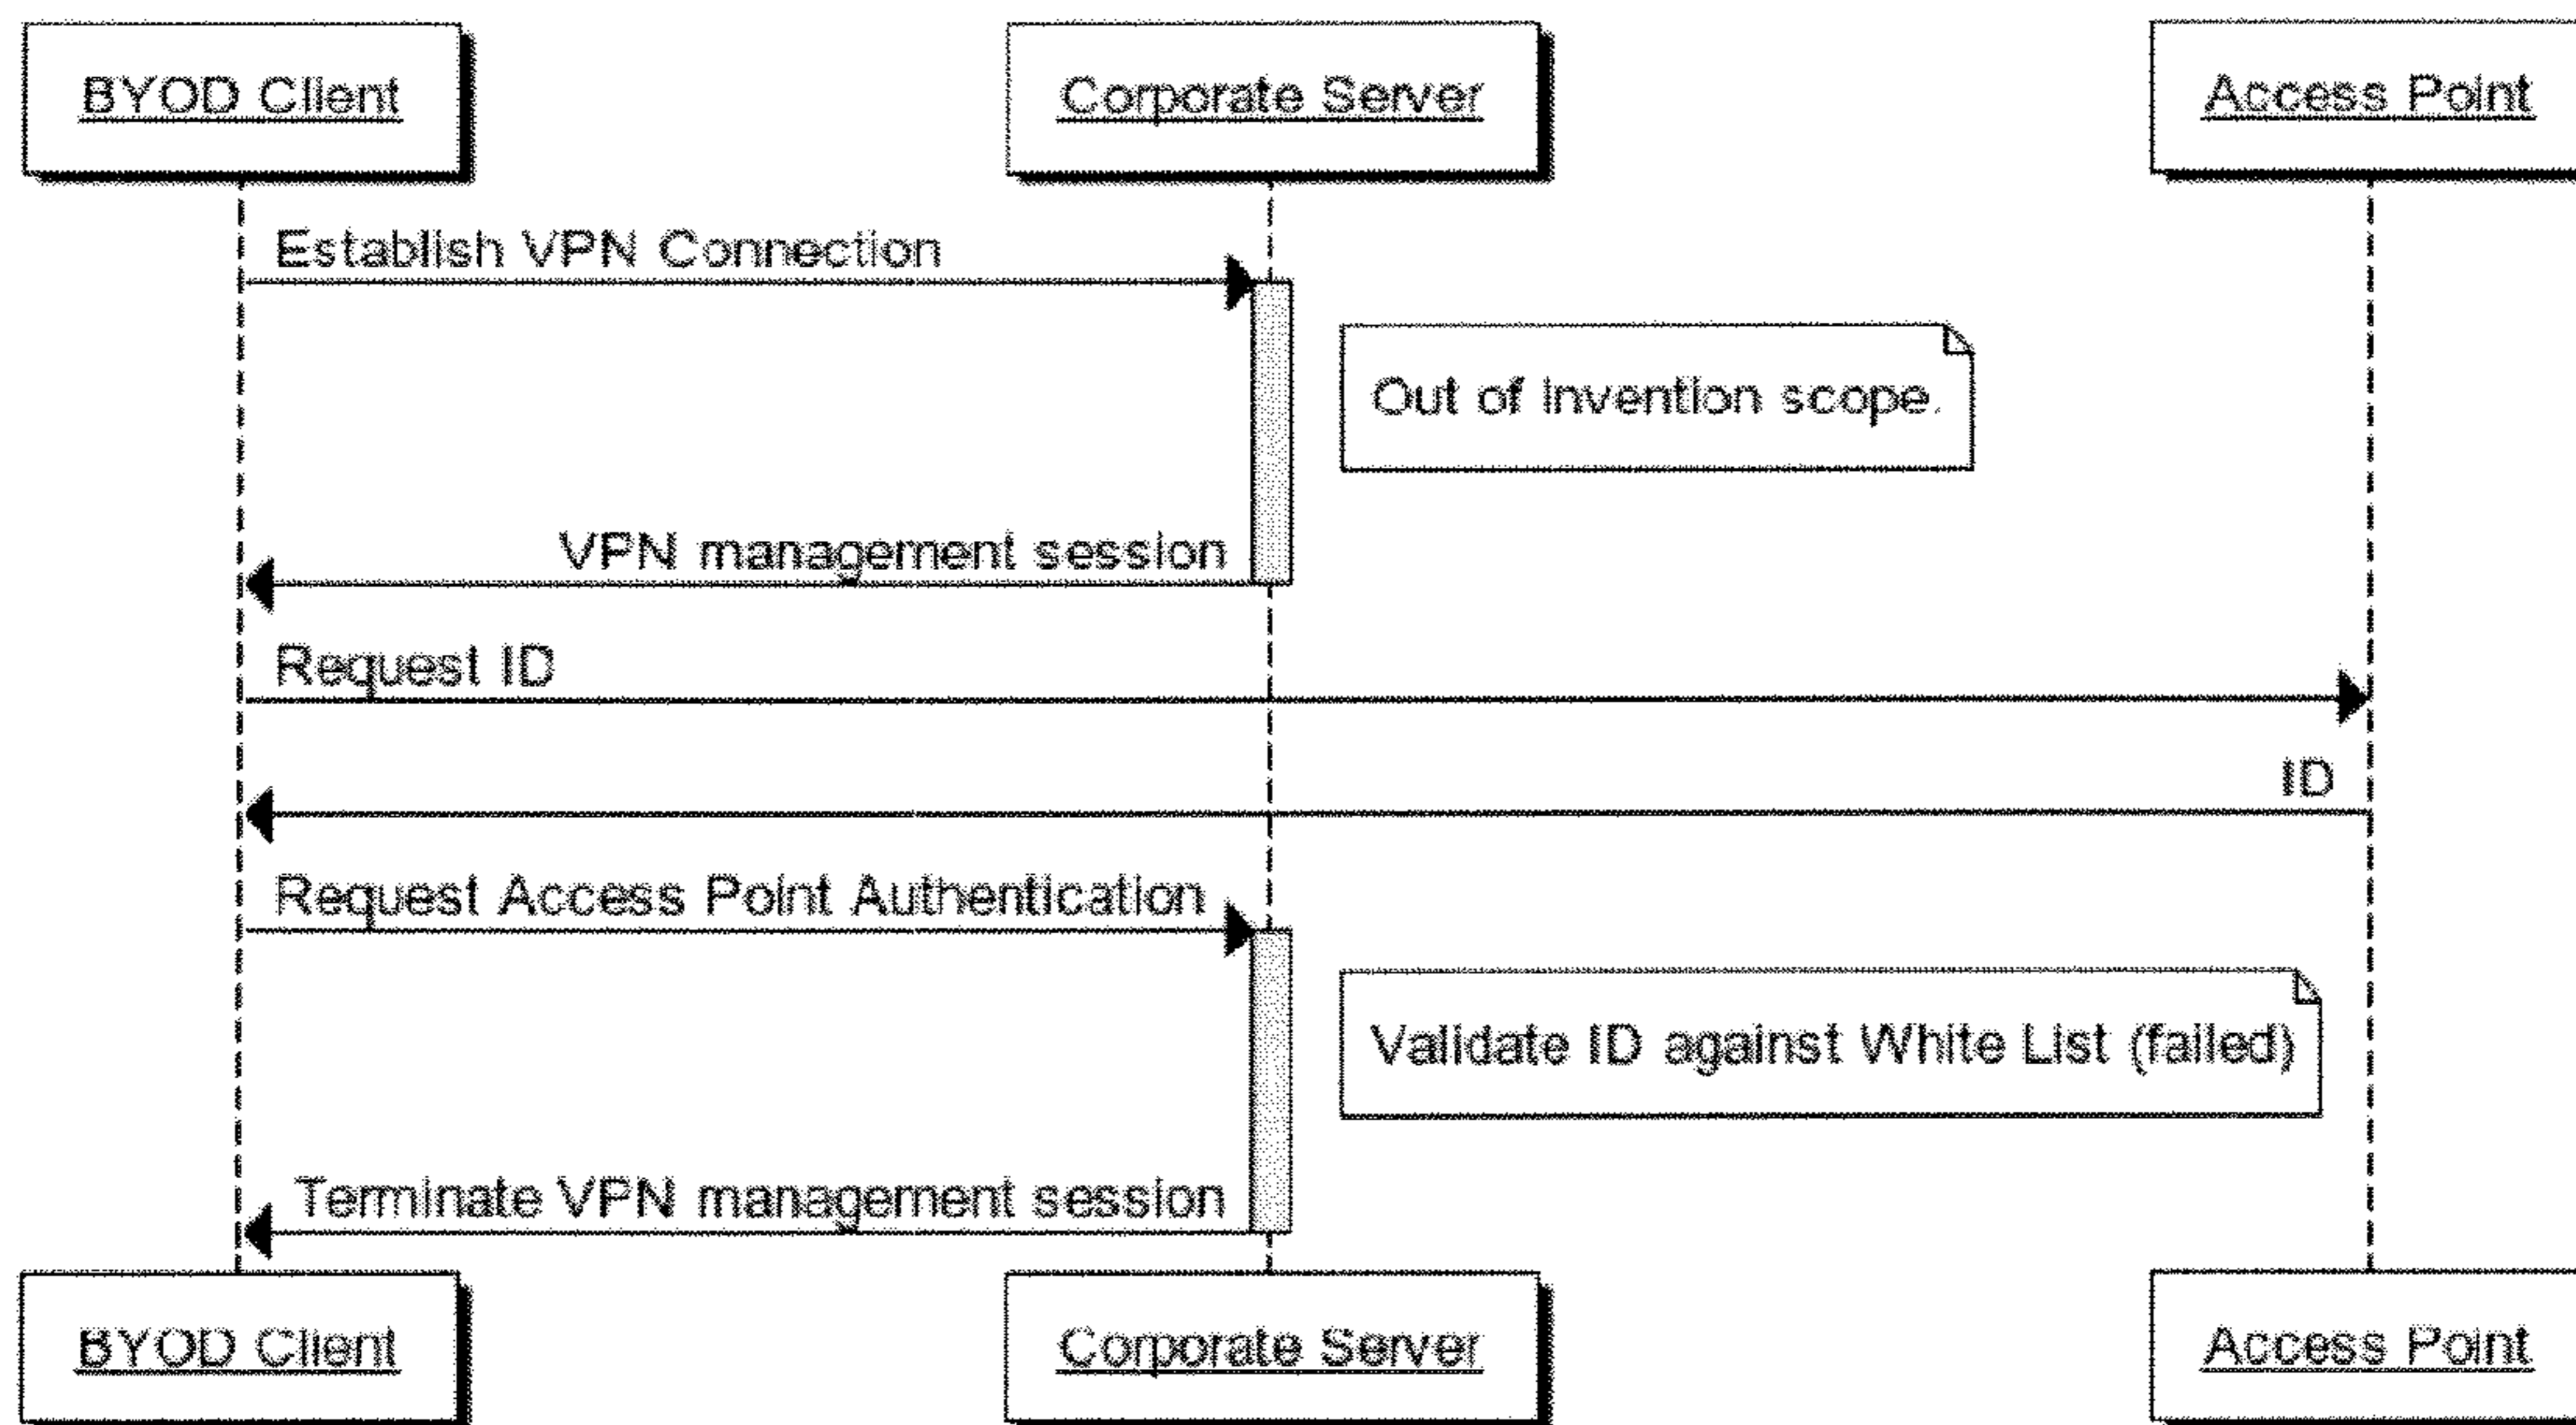 BYOD Client
Corporate Server
Access Point
Establish VPN Connection
Out of invention scope.
VPN management session
Request ID
ID
Request Access Point Authentication
Validate ID against White List (failed)
Terminate VPN management session
BYOD Client
Corporate Server
Access Point